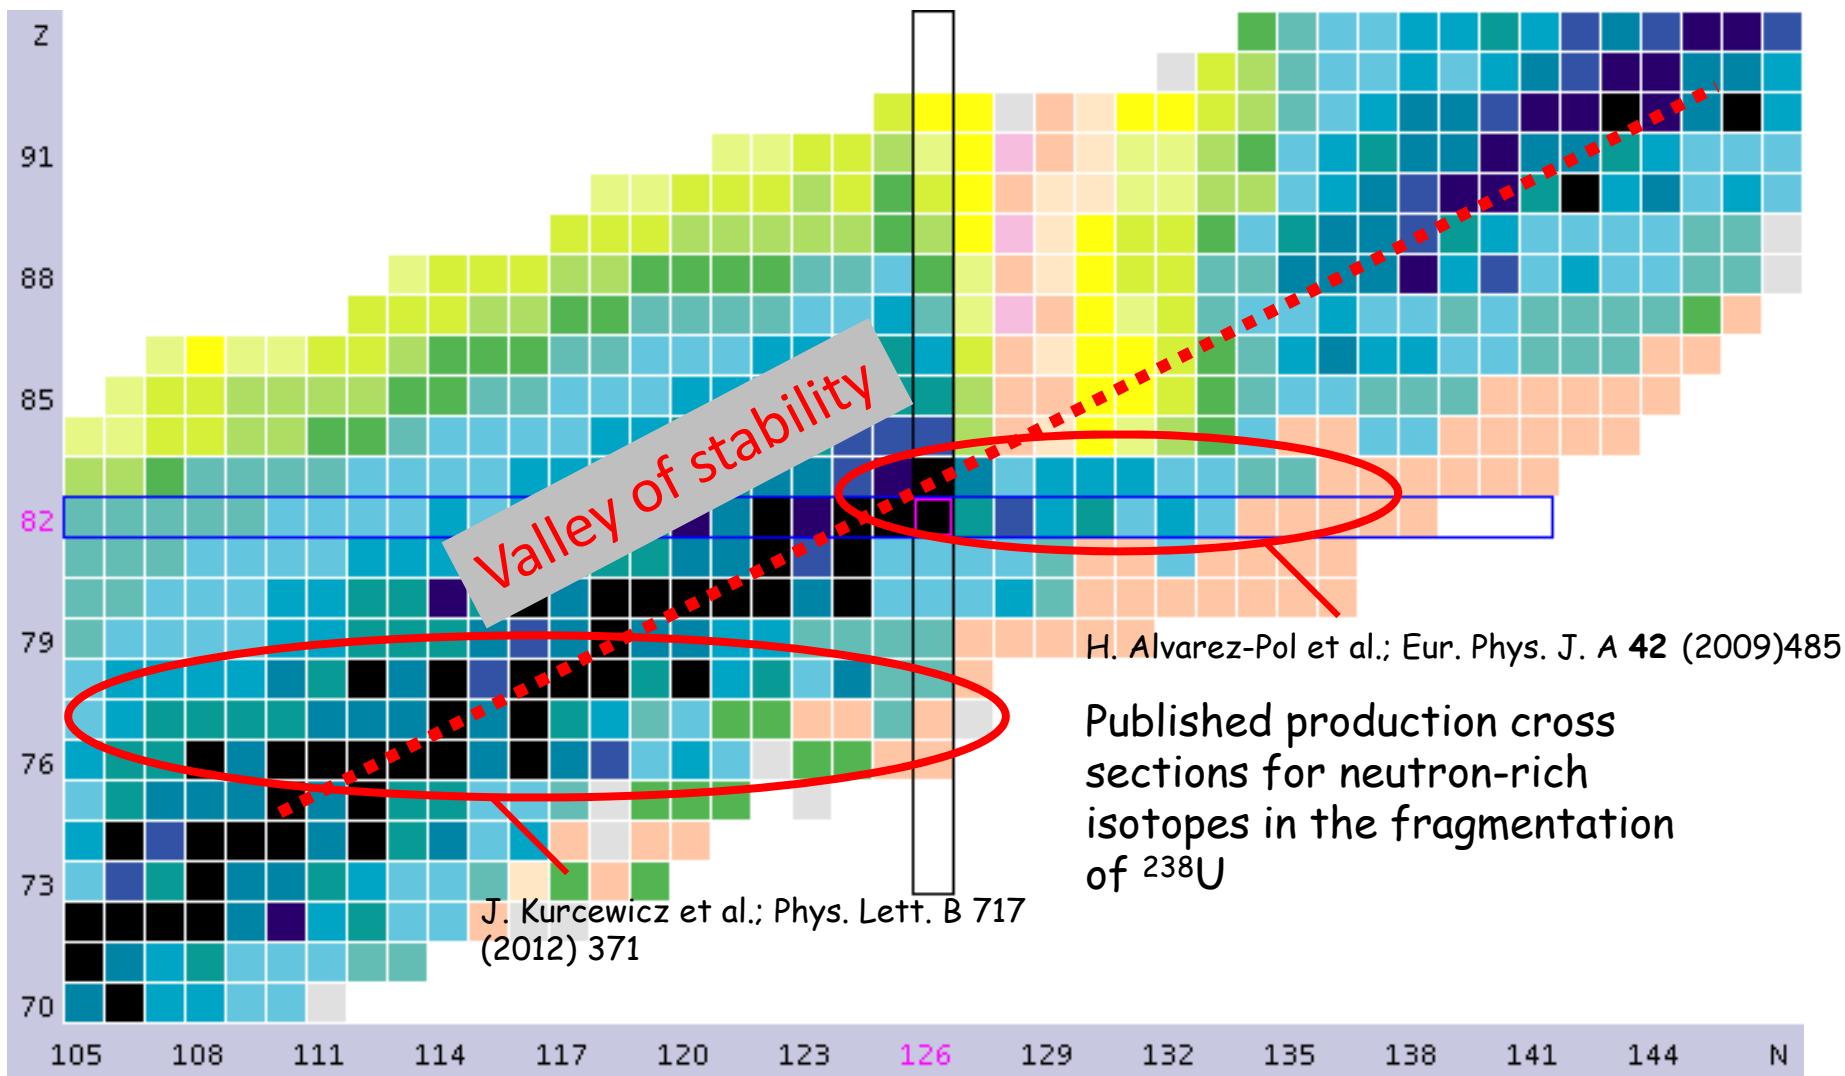 Z
91
88
85
82
79
76
73
70
Valley of stability
H. Alvarez-Pol et al.; Eur. Phys. J. A 42 (2009)485
Published production cross
sections for neutron-rich
isotopes in the fragmentation
of ²³⁸U
J. Kurcewicz et al.; Phys. Lett. B 717
(2012) 371
105 108 111 114 117 120 123 126 129 132 135 138 141 144 N